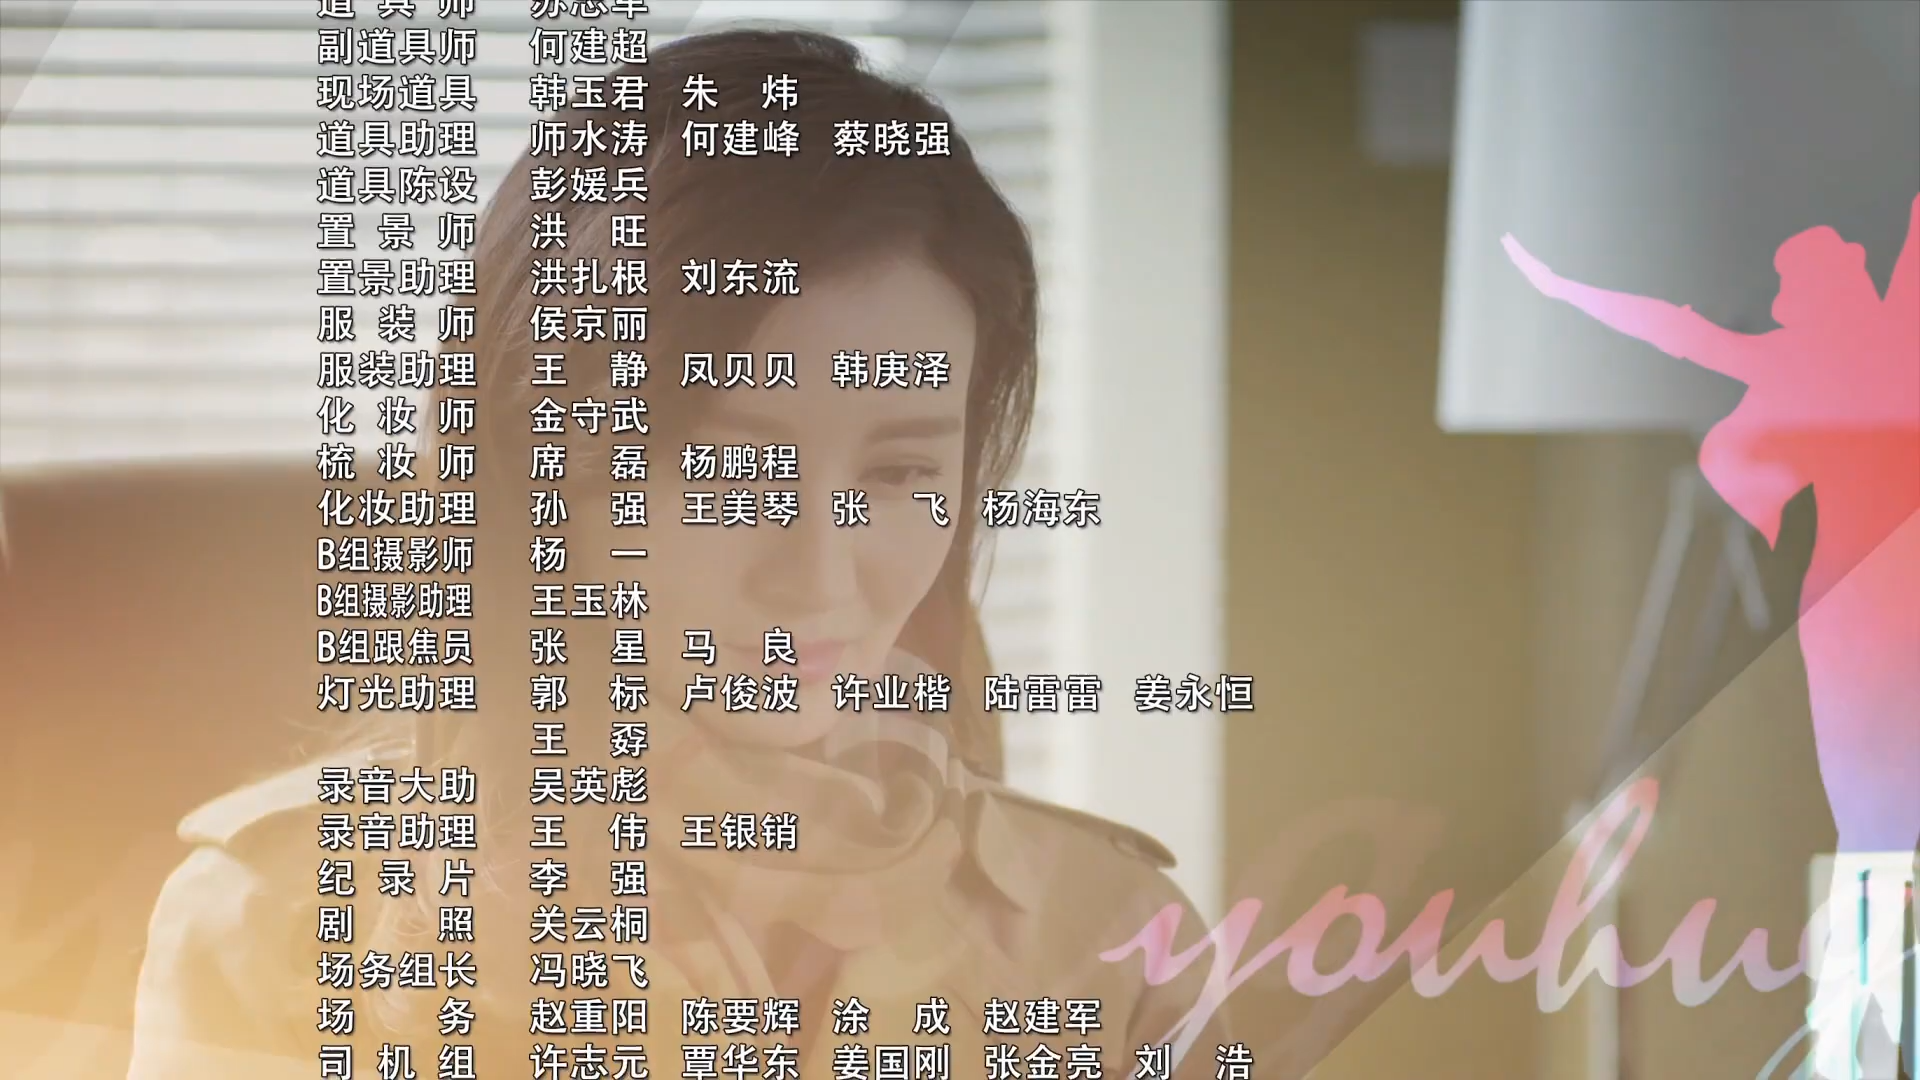 道具师 苏志军
副道具师 何建超
现场道具 韩玉君 朱炜
道具助理 师水涛 何建峰 蔡晓强
道具陈设 彭媛兵
置景师 洪旺
置景助理 洪扎根 刘东流
服装师 侯京丽
服装助理 王静 凤贝贝 韩庚泽
化妆师 金守武
梳妆师 席磊 杨鹏程
化妆助理 孙强 王美琴 张飞 杨海东
B组摄影师 杨一
B组摄影助理 王玉林
B组跟焦员 张星 马良
灯光助理 郭标 卢俊波 许业楷 陆雷雷 姜永恒
王孬
录音大助 吴英彪
录音助理 王伟 王银销
纪录片 李强
剧照 关云桐
场务组长 冯晓飞
场务 赵重阳 陈要辉 涂成 赵建军
司机组 许志元 覃华东 姜国刚 张金亮 刘浩
youhug